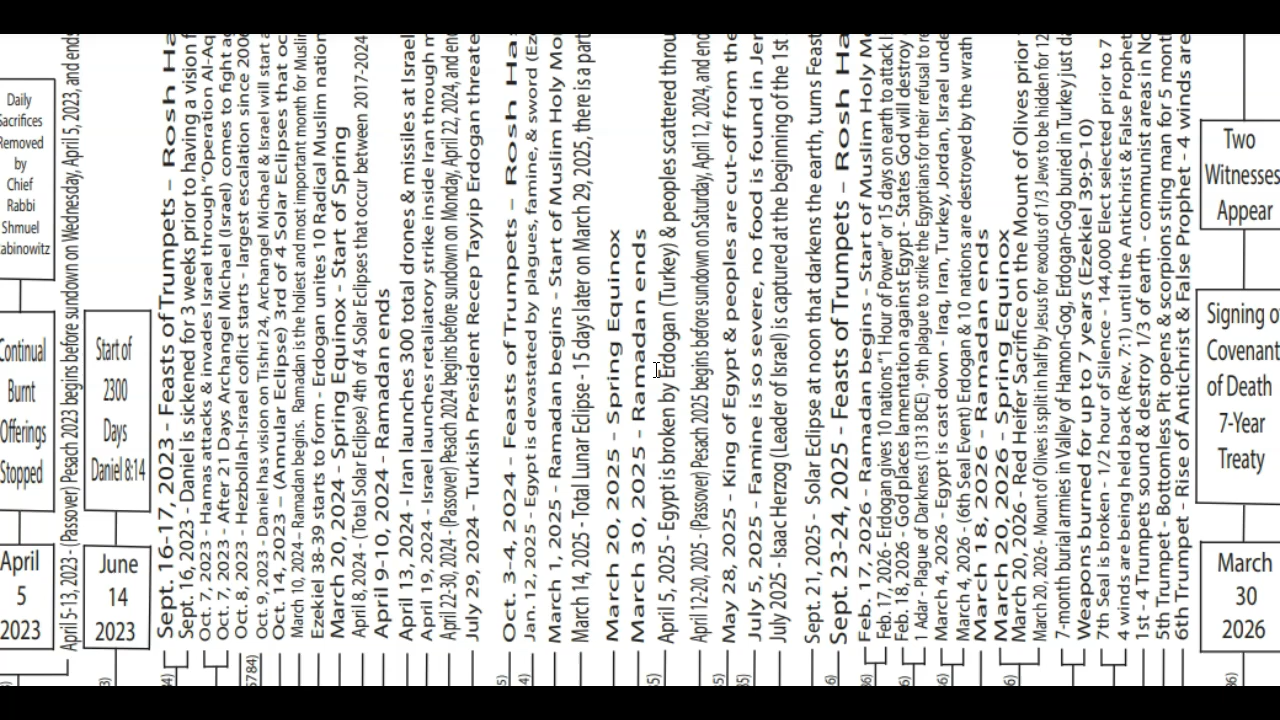 Daily
Sacrifices
Removed
by
Chief
Rabbi
Shmuel
abinowitz
Continual
Burnt
Offerings
Stopped
April
5
2023
April 5-13, 2023 - (Passover) Pesach 2023 begins before sundown on Wednesday, April 5, 2023, and ends
Start of
2300
Days
Daniel 8:14
June
14
2023
Sept. 16-17, 2023 - Feasts of Trumpets – Rosh Ha
Sept. 16, 2023 - Daniel is sickened for 3 weeks prior to having a vision f
Oct. 7, 2023 - Hamas attacks & invades Israel through "Operation Al-Aq
Oct. 7, 2023 - After 21 Days Archangel Michael (Israel) comes to fight ag
Oct. 8, 2023 - Hezbollah-Israel coflict starts - largest escalation since 2006
Oct. 9, 2023 - Daniel has vision on Tishri 24, Archangel Michael & Israel will start a
Oct. 14, 2023 – (Annular Eclipse) 3rd of 4 Solar Eclipses that oc
March 10, 2024 – Ramadan begins. Ramadan is the holiest and most important month for Muslim
Ezekiel 38-39 starts to form - Erdogan unites 10 Radical Muslim nation
March 20, 2024 - Spring Equinox - Start of Spring
April 8, 2024 - (Total Solar Eclipse) 4th of 4 Solar Eclipses that occur between 2017-2024
April 9-10, 2024 - Ramadan ends
April 13, 2024 - Iran launches 300 total drones & missiles at Israel
April 19, 2024 - Israel launches retaliatory strike inside Iran through m
April 22-30, 2024 - (Passover) Pesach 2024 begins before sundown on Monday, April 22, 2024, and end
July 29, 2024 - Turkish President Recep Tayyip Erdogan threate
Oct. 3-4, 2024 - Feasts of Trumpets – Rosh Ha
Jan. 12, 2025 - Egypt is devastated by plagues, famine, & sword (Eze
March 1, 2025 - Ramadan begins - Start of Muslim Holy Mo
March 14, 2025 - Total Lunar Eclipse - 15 days later on March 29, 2025, there is a part
March 20, 2025 - Spring Equinox
March 30, 2025 - Ramadan ends
April 5, 2025 - Egypt is broken by Erdogan (Turkey) & peoples scattered throu
April 12-20, 2025 - (Passover) Pesach 2025 begins before sundown on Saturday, April 12, 2024, and end
May 28, 2025 - King of Egypt & peoples are cut-off from the
July 5, 2025 - Famine is so severe, no food is found in Jer
July 2025 - Isaac Herzog (Leader of Israel) is captured at the beginning of the 1st
Sept. 21, 2025 - Solar Eclipse at noon that darkens the earth, turns Feast
Sept. 23-24, 2025 - Feasts of Trumpets – Rosh Ha
Feb. 17, 2026 - Ramadan begins - Start of Muslim Holy Mo
Feb. 17, 2026 - Erdogan gives 10 nations "1 Hour of Power" or 15 days on earth to attack I
Feb. 18, 2026 - God places lamentation against Egypt - States God will destroy
1 Adar - Plague of Darkness (1313 BCE) - 9th plague to strike the Egyptians for their refusal to re
March 4, 2026 - Egypt is cast down - Iraq, Iran, Turkey, Jordan, Israel unde
March 4, 2026 - (6th Seal Event) Erdogan & 10 nations are destroyed by the wrath
March 18, 2026 - Ramadan ends
March 20, 2026 - Spring Equinox
March 20, 2026 - Red Heifer Sacrifice on the Mount of Olives prior
March 20, 2026 - Mount of Olives is split in half by Jesus for exodus of 1/3 Jews to be hidden for 12
7-month burial armies in Valley of Hamon-Gog, Erdogan-Gog buried in Turkey just
Weapons burned for up to 7 years (Ezekiel 39:9-10)
7th Seal is broken - 1/2 hour of Silence - 144,000 Elect selected prior to 7
4 winds are being held back (Rev. 7:1) until the Antichrist & False Prophet
1st - 4 Trumpets sound & destroy 1/3 of earth - communist areas in No
5th Trumpet - Bottomless Pit opens & scorpions sting man for 5 mont
6th Trumpet - Rise of Antichrist & False Prophet - 4 winds are
Two
Witnesses
Appear
Signing o
Covenant
of Death
7-Year
Treaty
March
30
2026